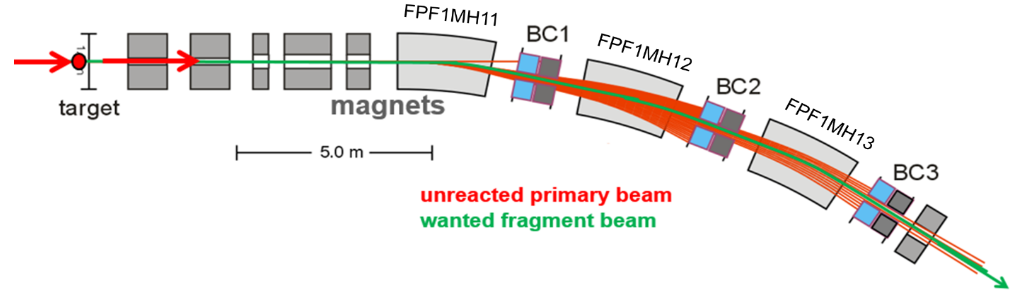 FPF1MH11
BC1
FPF1MH12
BC2
FPF1MH13
BC3
target
magnets
5.0 m
unreacted primary beam
wanted fragment beam